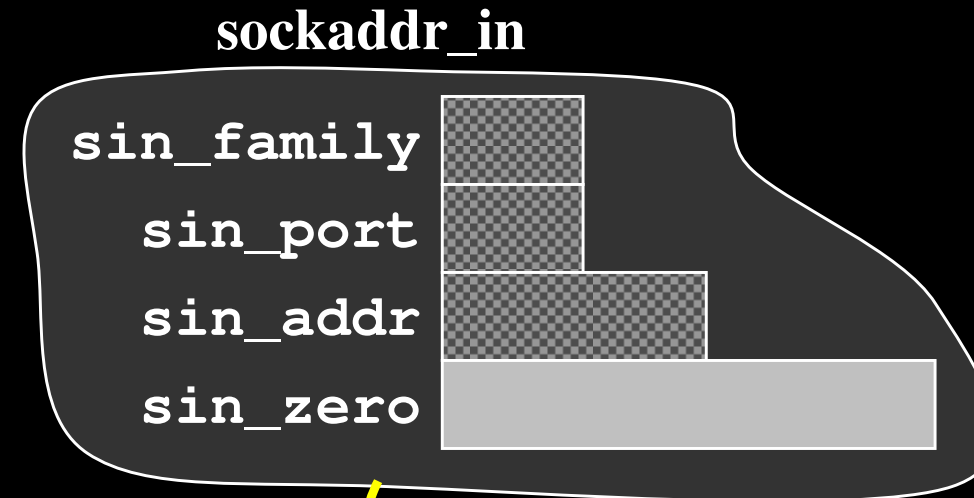 sockaddr_in
sin_family
sin_port
sin_addr
sin_zero